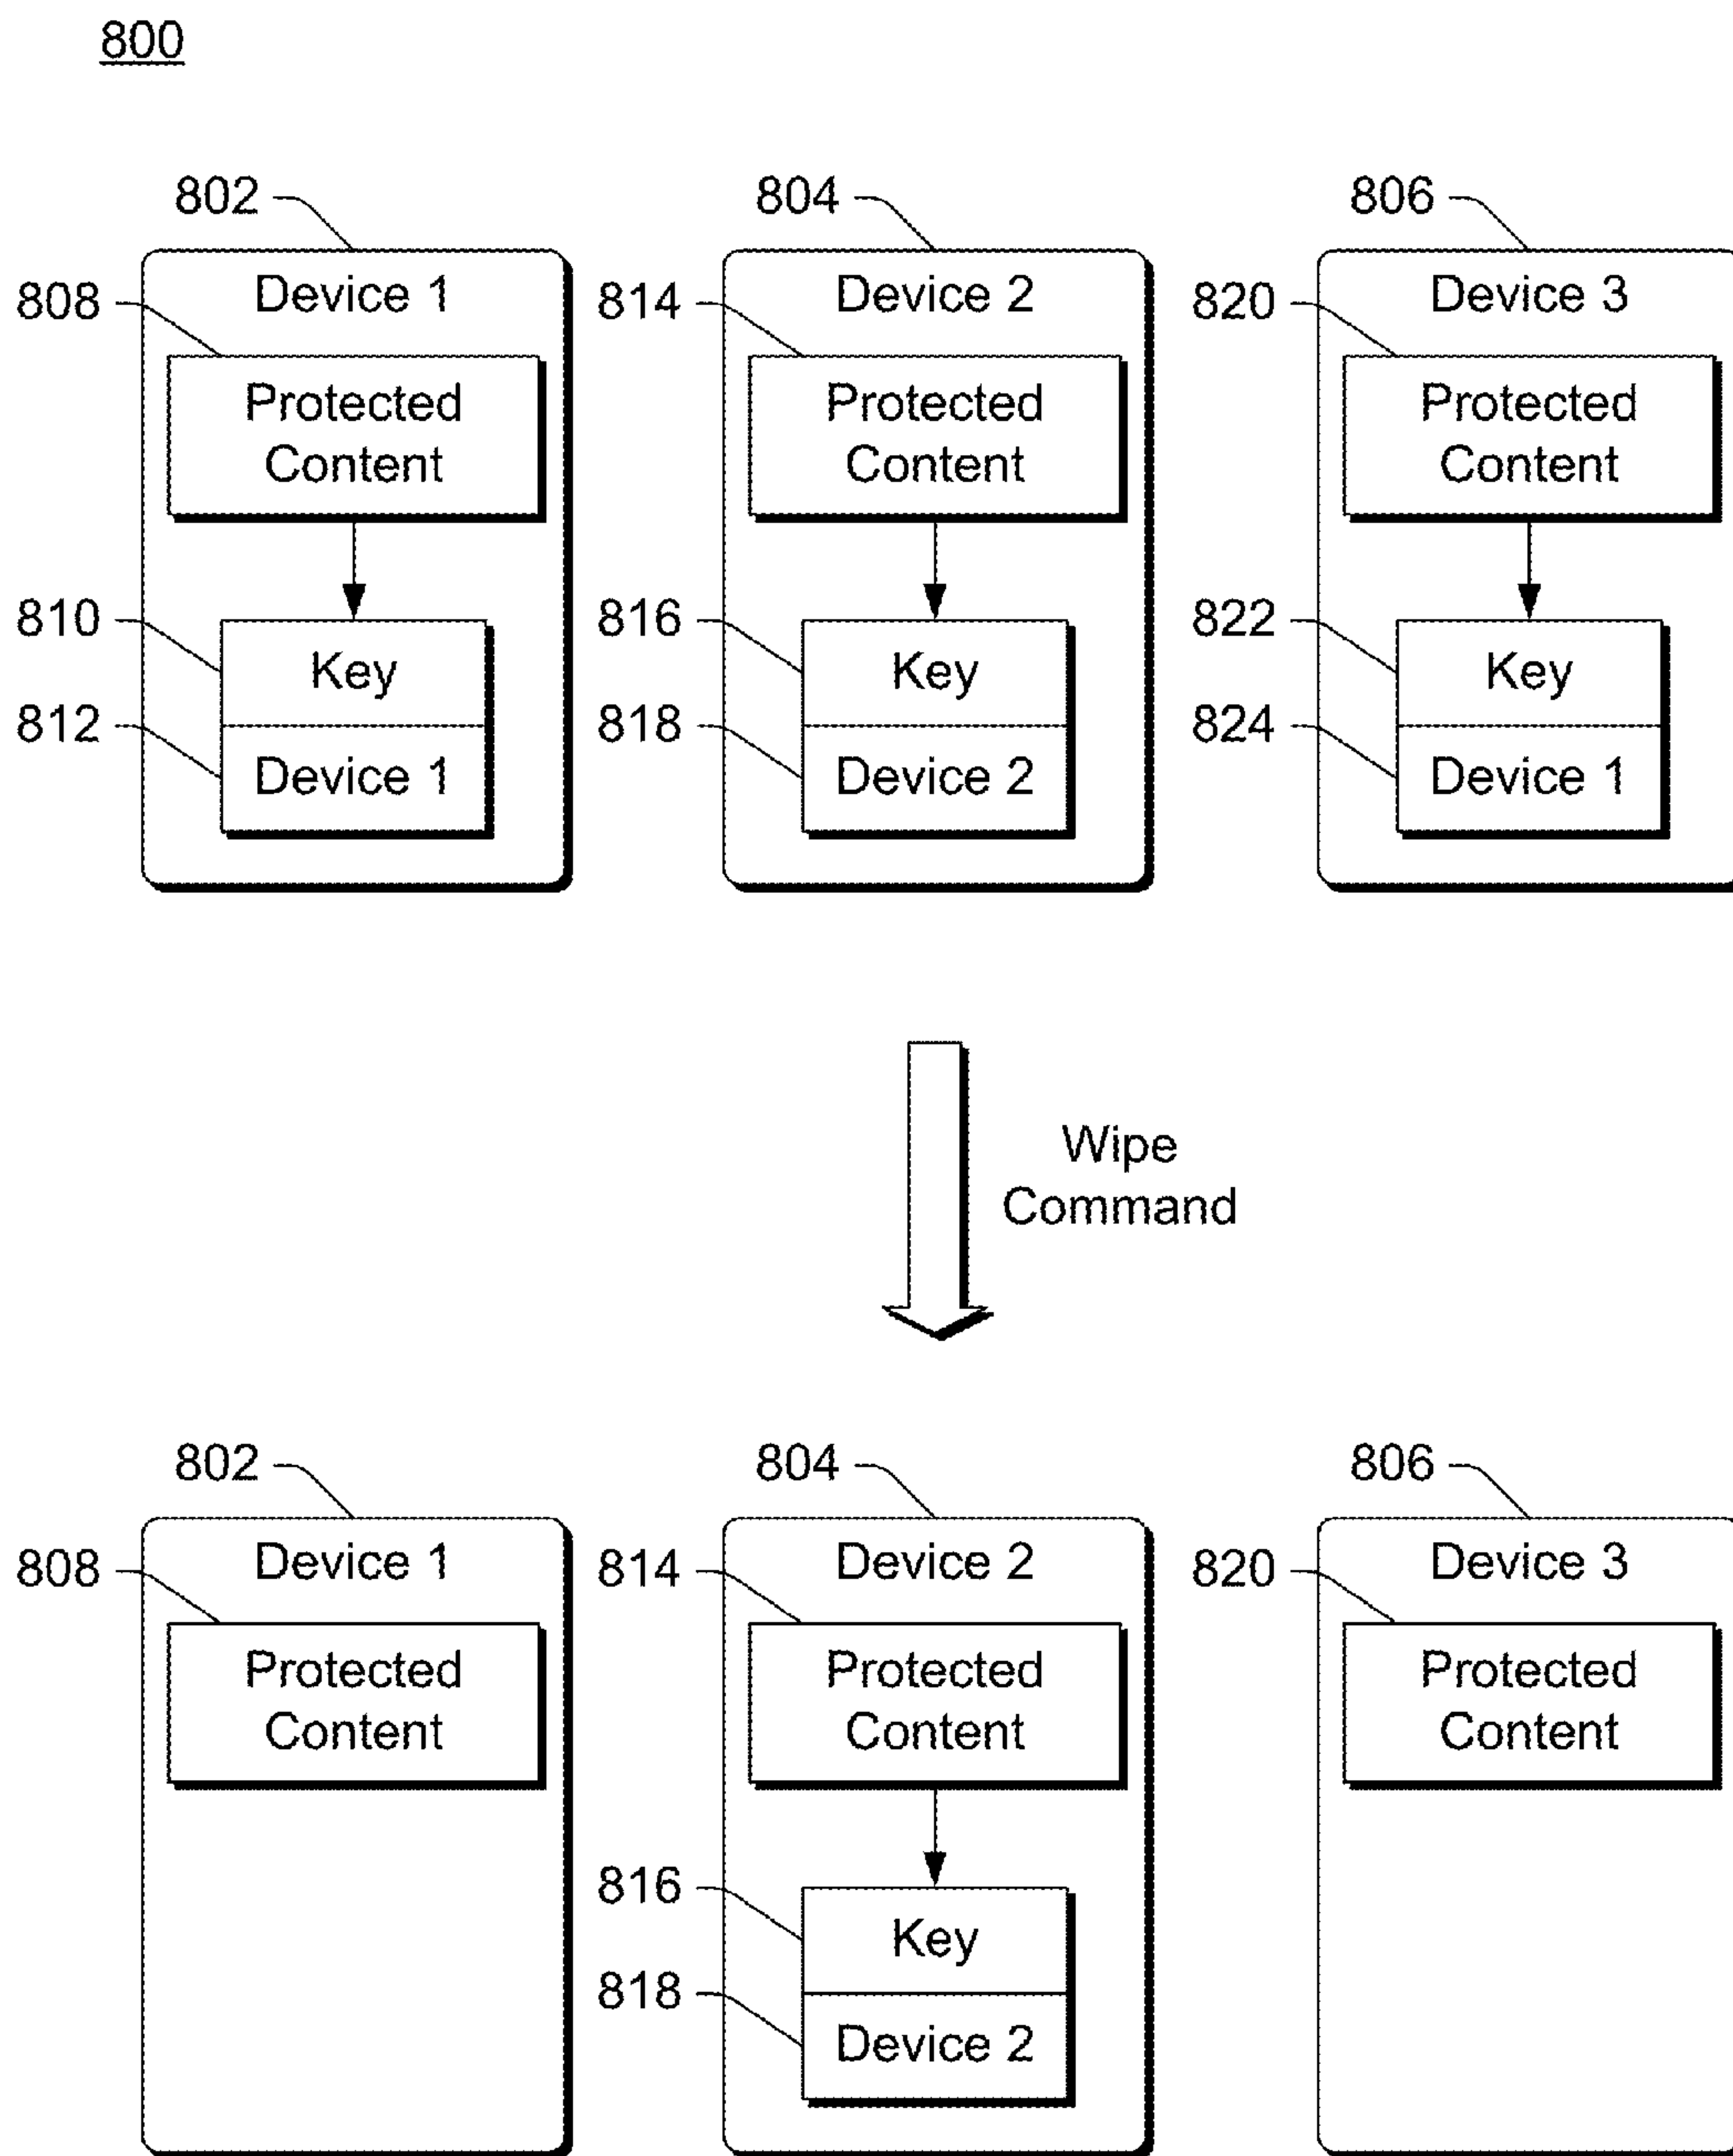 800
802
804
806
Device 1
Device 2
Device 3
808
814
820
Protected
Content
Protected
Content
Protected
Content
810
816
822
Key
Key
Key
812
818
824
Device 1
Device 2
Device 1
Wipe
Command
802
804
806
Device 1
Device 2
Device 3
808
814
820
Protected
Content
Protected
Content
Protected
Content
816
Key
818
Device 2